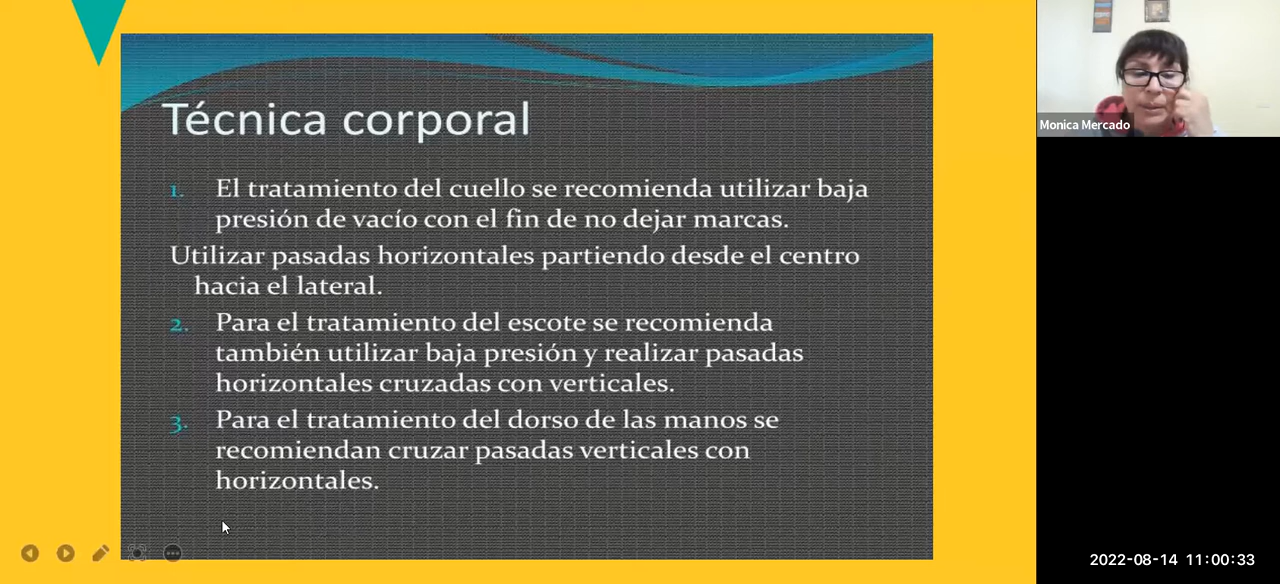 Técnica corporal
1. El tratamiento del cuello se recomienda utilizar baja
presión de vacío con el fin de no dejar marcas.
Utilizar pasadas horizontales partiendo desde el centro
hacia el lateral.
2. Para el tratamiento del escote se recomienda
también utilizar baja presión y realizar pasadas
horizontales cruzadas con verticales.
3. Para el tratamiento del dorso de las manos se
recomiendan cruzar pasadas verticales con
horizontales.
Monica Mercado
2022-08-14 11:00:33